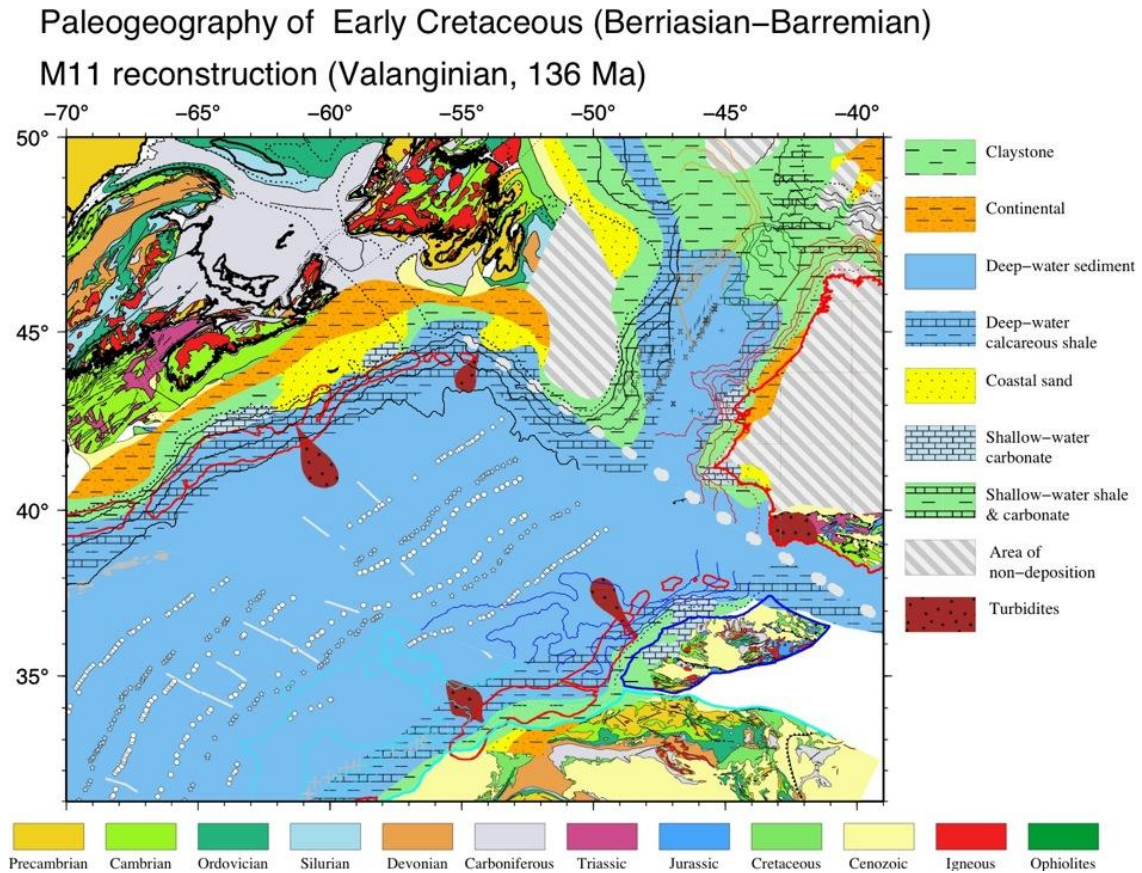 Paleogeography of Early Cretaceous (Berriasian−Barremian)
M11 reconstruction (Valanginian, 136 Ma)
−70° −65° −60° −55° −50° −45° −40°
50°
45°
40°
35°
Claystone
Continental
Deep−water sediment
Deep−water
calcareous shale
Coastal sand
Shallow−water
carbonate
Shallow−water shale
& carbonate
Area of
non−deposition
Turbidites
Precambrian Cambrian Ordovician Silurian Devonian Carboniferous Triassic Jurassic Cretaceous Cenozoic Igneous Ophiolites